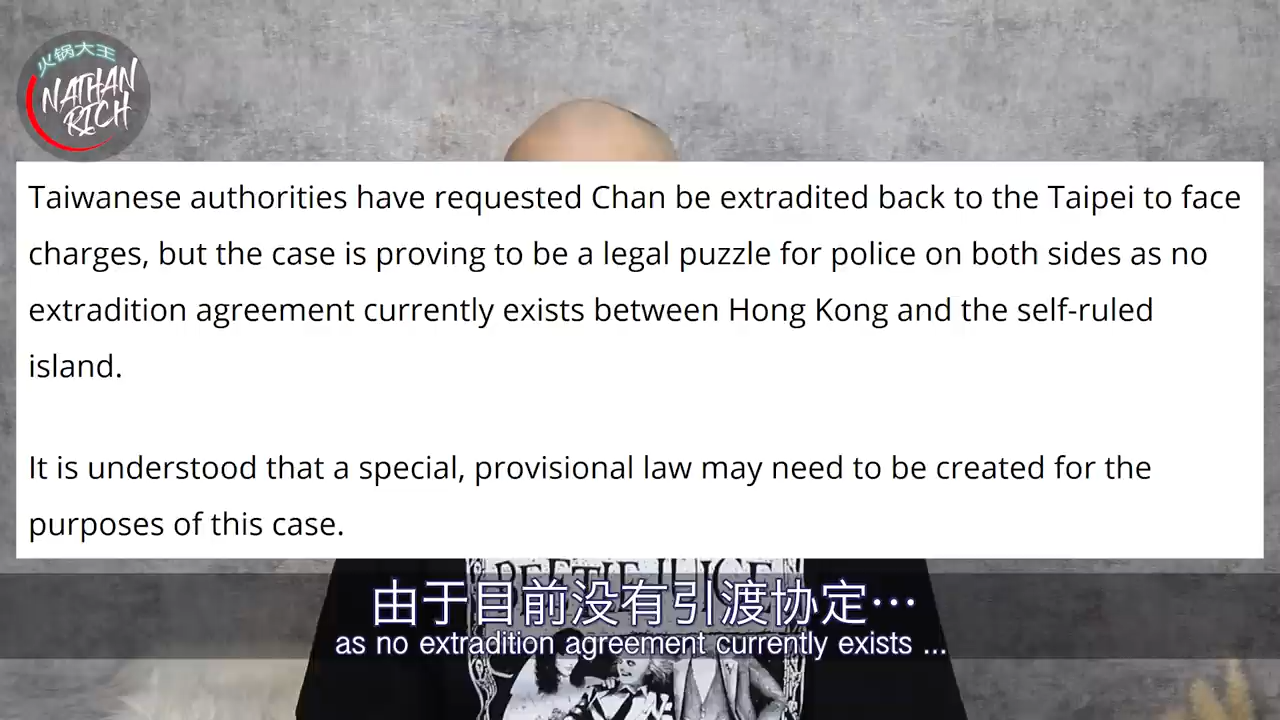 火锅大王
NATHAN
RICH
Taiwanese authorities have requested Chan be extradited back to the Taipei to face
charges, but the case is proving to be a legal puzzle for police on both sides as no
extradition agreement currently exists between Hong Kong and the self-ruled
island.
It is understood that a special, provisional law may need to be created for the
purposes of this case.
BEETLEJUICE
由于目前没有引渡协定…
as no extradition agreement currently exists ...